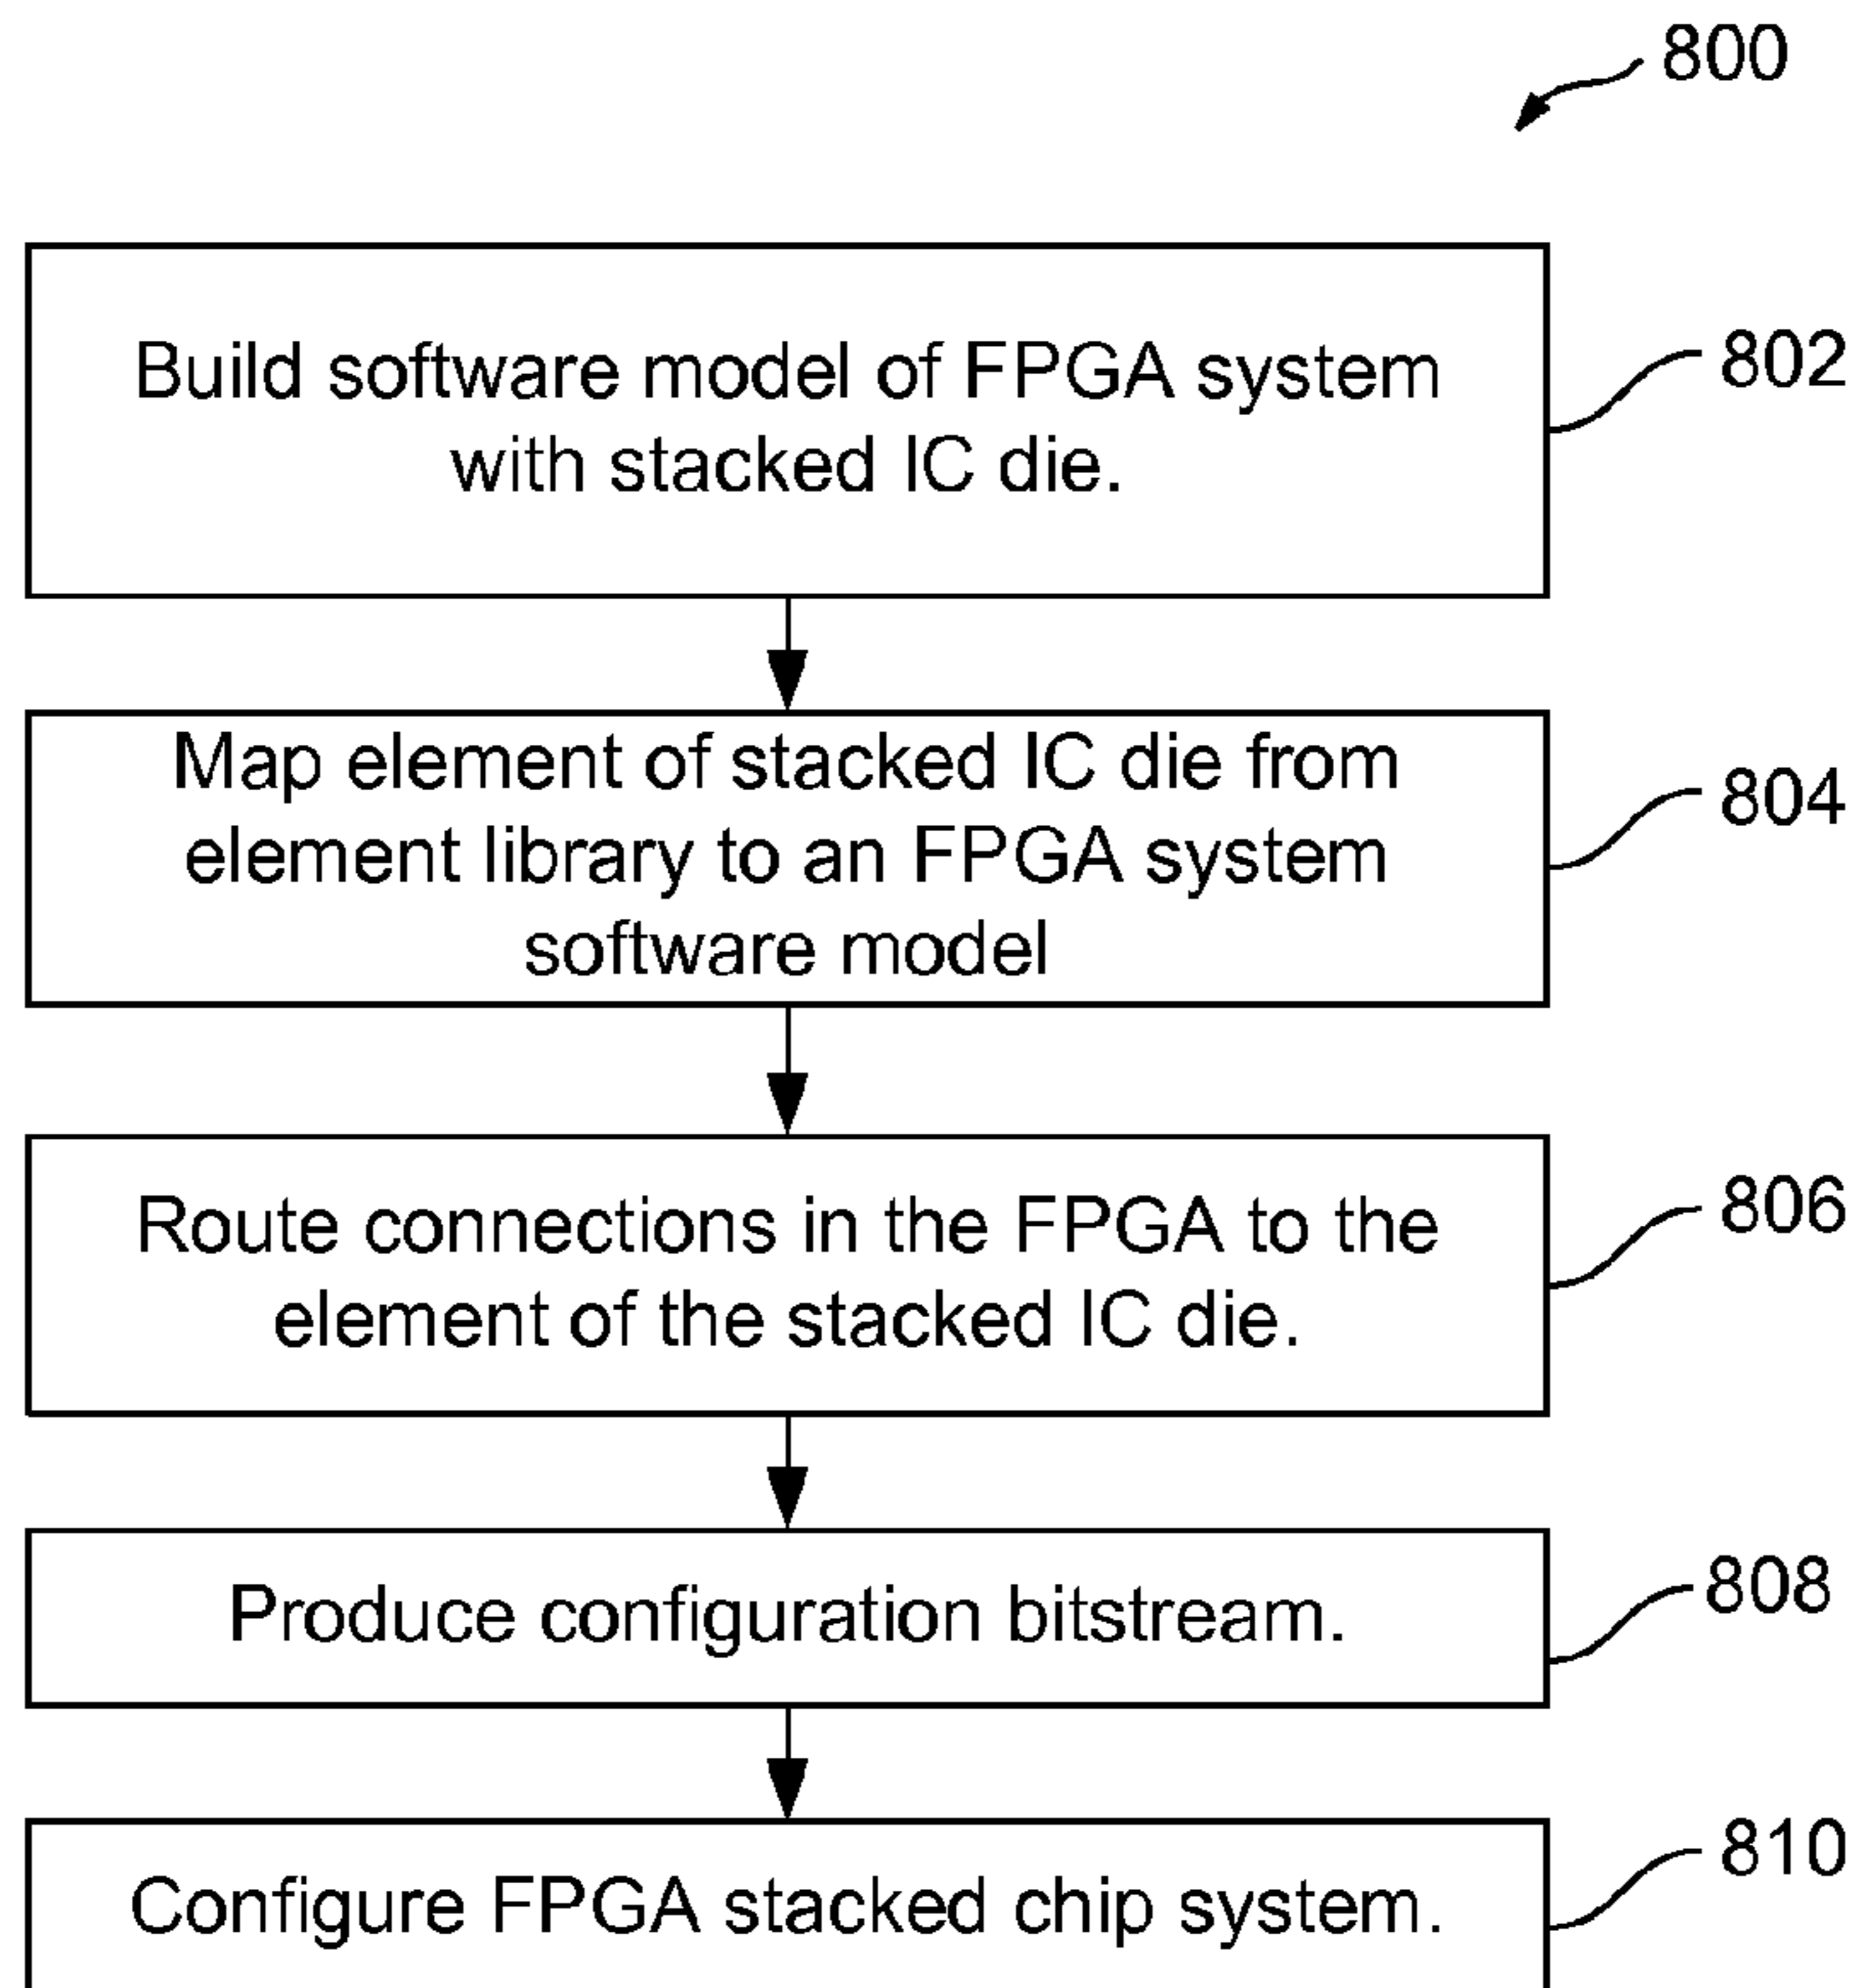 800
Build software model of FPGA system
with stacked IC die.
802
Map element of stacked IC die from
element library to an FPGA system
software model
804
Route connections in the FPGA to the
element of the stacked IC die.
806
Produce configuration bitstream.
808
Configure FPGA stacked chip system.
810